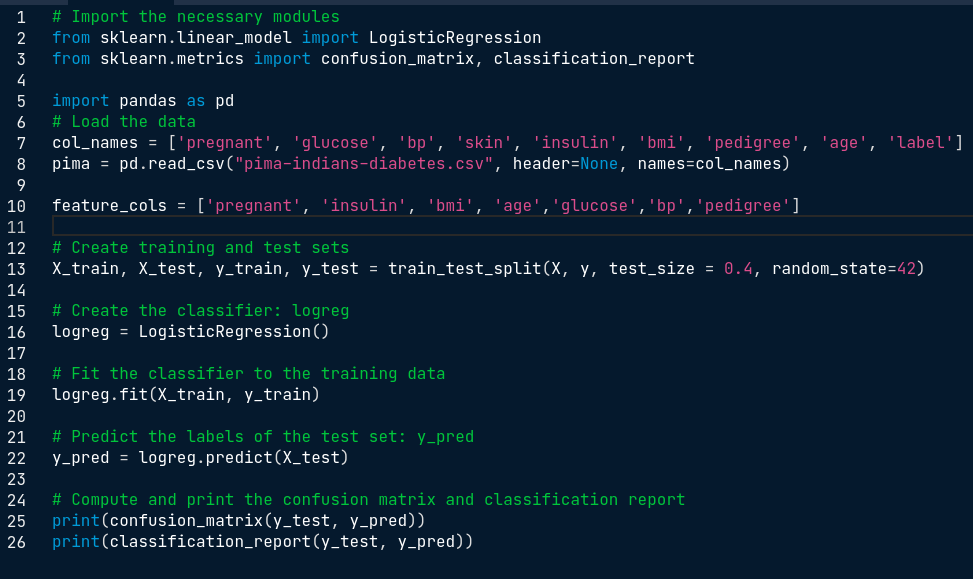 1 # Import the necessary modules
2 from sklearn.linear_model import LogisticRegression
3 from sklearn.metrics import confusion_matrix, classification_report
4
5 import pandas as pd
6 # Load the data
7 col_names = ['pregnant', 'glucose', 'bp', 'skin', 'insulin', 'bmi', 'pedigree', 'age', 'label']
8 pima = pd.read_csv("pima-indians-diabetes.csv", header=None, names=col_names)
9
10 feature_cols = ['pregnant', 'insulin', 'bmi', 'age','glucose','bp','pedigree']
11
12 # Create training and test sets
13 X_train, X_test, y_train, y_test = train_test_split(X, y, test_size = 0.4, random_state=42)
14
15 # Create the classifier: logreg
16 logreg = LogisticRegression()
17
18 # Fit the classifier to the training data
19 logreg.fit(X_train, y_train)
20
21 # Predict the labels of the test set: y_pred
22 y_pred = logreg.predict(X_test)
23
24 # Compute and print the confusion matrix and classification report
25 print(confusion_matrix(y_test, y_pred))
26 print(classification_report(y_test, y_pred))